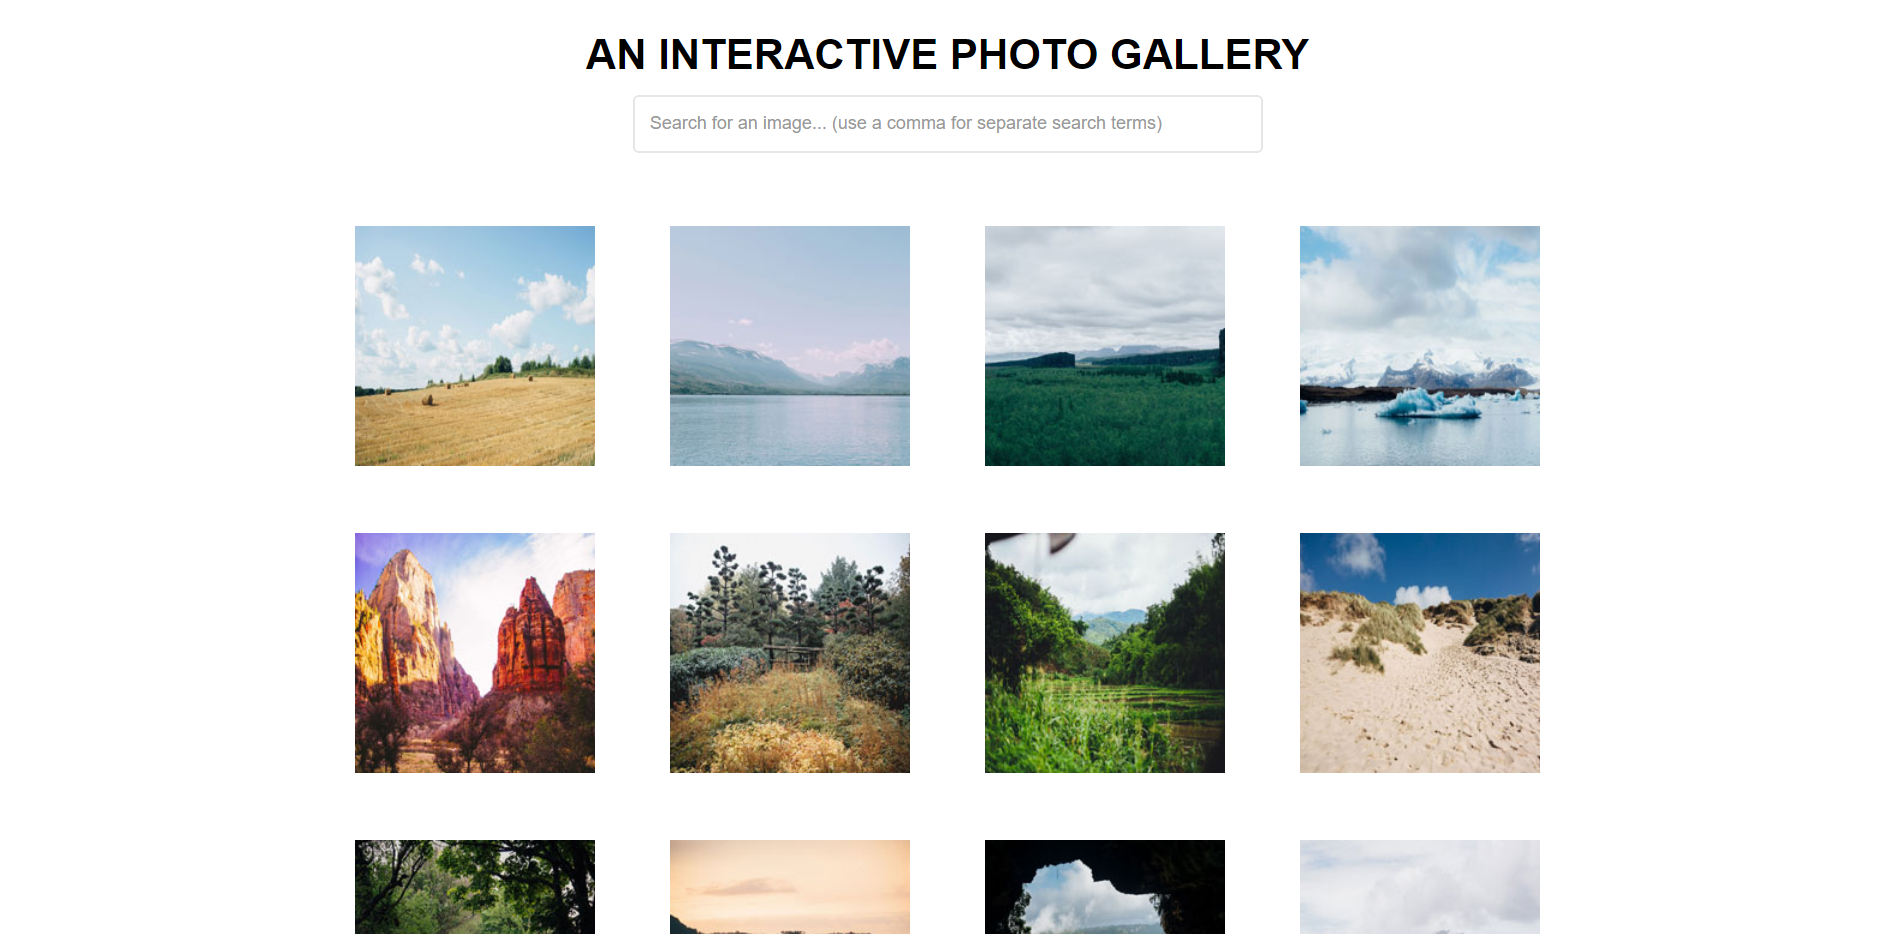 AN INTERACTIVE PHOTO GALLERY
Search for an image... (use a comma for separate search terms)